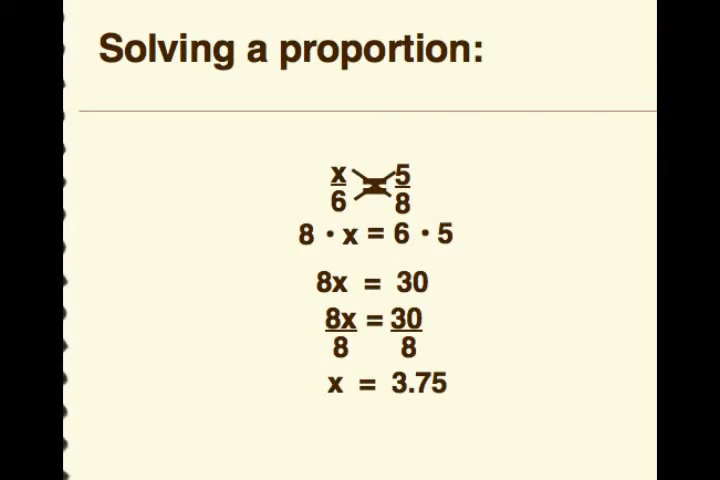 Solving a proportion:
x = 5
6 8
8 · x = 6 · 5
8x = 30
8x = 30
8 8
x = 3.75